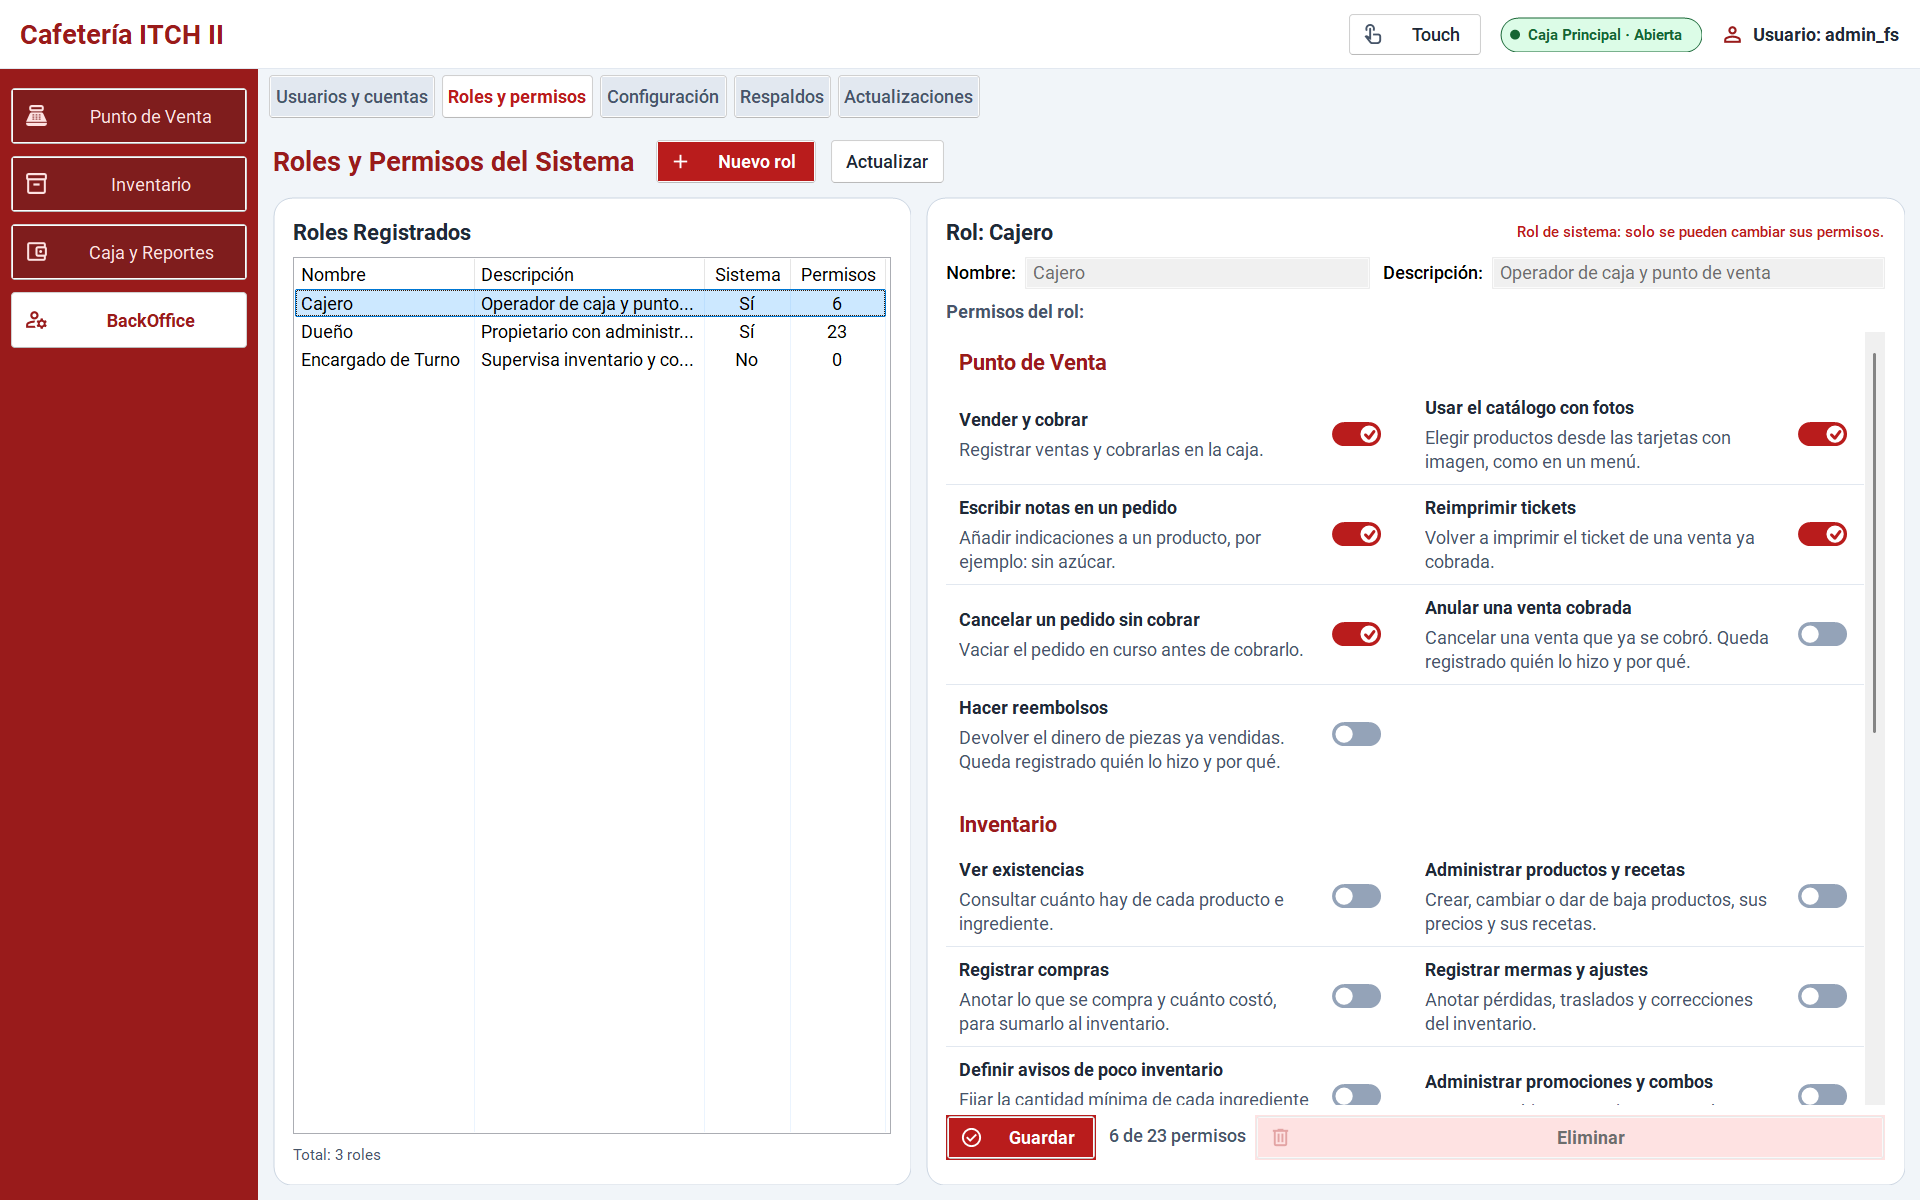 Cafetería ITCH II
Touch
Caja Principal · Abierta
Usuario: admin_fs
Punto de Venta
Inventario
Caja y Reportes
BackOffice
Usuarios y cuentas
Roles y permisos
Configuración
Respaldos
Actualizaciones
Roles y Permisos del Sistema
+ Nuevo rol
Actualizar
Roles Registrados
Nombre Descripción Sistema Permisos
Cajero Operador de caja y punto... Sí 6
Dueño Propietario con administr... Sí 23
Encargado de Turno Supervisa inventario y co... No 0
Total: 3 roles
Rol: Cajero
Rol de sistema: solo se pueden cambiar sus permisos.
Nombre: Cajero
Descripción: Operador de caja y punto de venta
Permisos del rol:
Punto de Venta
Vender y cobrar
Registrar ventas y cobrarlas en la caja.
Usar el catálogo con fotos
Elegir productos desde las tarjetas con
imagen, como en un menú.
Escribir notas en un pedido
Añadir indicaciones a un producto, por
ejemplo: sin azúcar.
Reimprimir tickets
Volver a imprimir el ticket de una venta ya
cobrada.
Cancelar un pedido sin cobrar
Vaciar el pedido en curso antes de cobrarlo.
Anular una venta cobrada
Cancelar una venta que ya se cobró. Queda
registrado quién lo hizo y por qué.
Hacer reembolsos
Devolver el dinero de piezas ya vendidas.
Queda registrado quién lo hizo y por qué.
Inventario
Ver existencias
Consultar cuánto hay de cada producto e
ingrediente.
Administrar productos y recetas
Crear, cambiar o dar de baja productos, sus
precios y sus recetas.
Registrar compras
Anotar lo que se compra y cuánto costó,
para sumarlo al inventario.
Registrar mermas y ajustes
Anotar pérdidas, traslados y correcciones
del inventario.
Definir avisos de poco inventario
Fijar la cantidad mínima de cada ingrediente
Administrar promociones y combos
Guardar
6 de 23 permisos
Eliminar